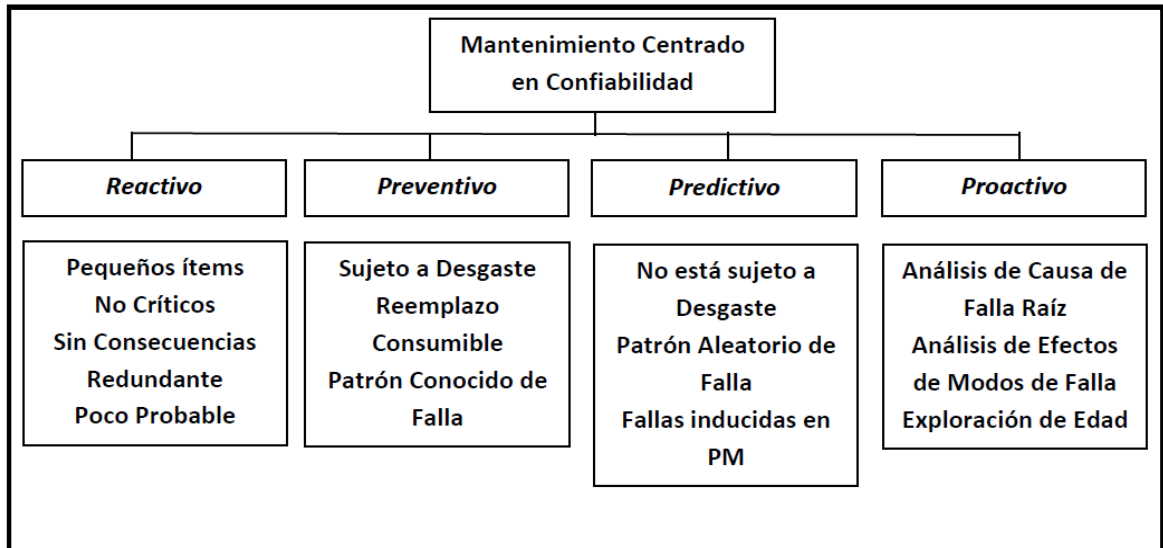 Mantenimiento Centrado
en Confiabilidad
Reactivo
Preventivo
Predictivo
Proactivo
Pequeños ítems
No Críticos
Sin Consecuencias
Redundante
Poco Probable
Sujeto a Desgaste
Reemplazo
Consumible
Patrón Conocido de
Falla
No está sujeto a
Desgaste
Patrón Aleatorio de
Falla
Fallas inducidas en
PM
Análisis de Causa de
Falla Raíz
Análisis de Efectos
de Modos de Falla
Exploración de Edad